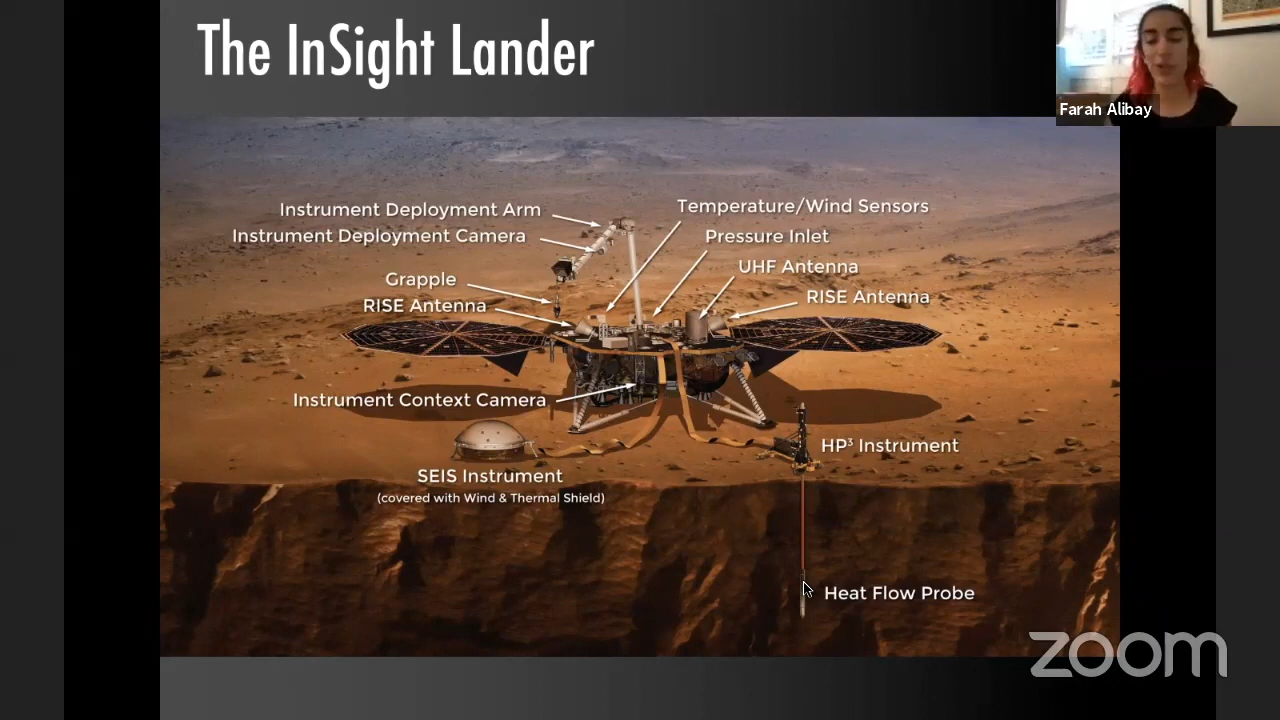 The InSight Lander
Farah Alibay
Instrument Deployment Arm
Instrument Deployment Camera
Grapple
RISE Antenna
Temperature/Wind Sensors
Pressure Inlet
UHF Antenna
RISE Antenna
Instrument Context Camera
SEIS Instrument
(covered with Wind & Thermal Shield)
HP³ Instrument
Heat Flow Probe
zoom